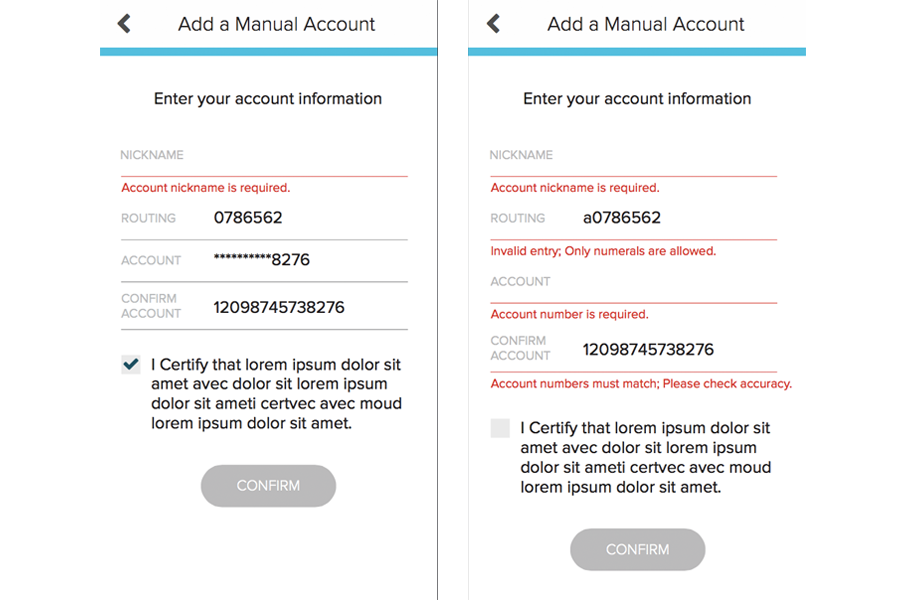 Add a Manual Account
Enter your account information
NICKNAME
Account nickname is required.
ROUTING 0786562
ACCOUNT **********8276
CONFIRM
ACCOUNT 12098745738276
I Certify that lorem ipsum dolor sit
amet avec dolor sit lorem ipsum
dolor sit ameti certvec avec moud
lorem ipsum dolor sit amet.
CONFIRM
Add a Manual Account
Enter your account information
NICKNAME
Account nickname is required.
ROUTING a0786562
Invalid entry; Only numerals are allowed.
ACCOUNT
Account number is required.
CONFIRM
ACCOUNT 12098745738276
Account numbers must match; Please check accuracy.
I Certify that lorem ipsum dolor sit
amet avec dolor sit lorem ipsum
dolor sit ameti certvec avec moud
lorem ipsum dolor sit amet.
CONFIRM